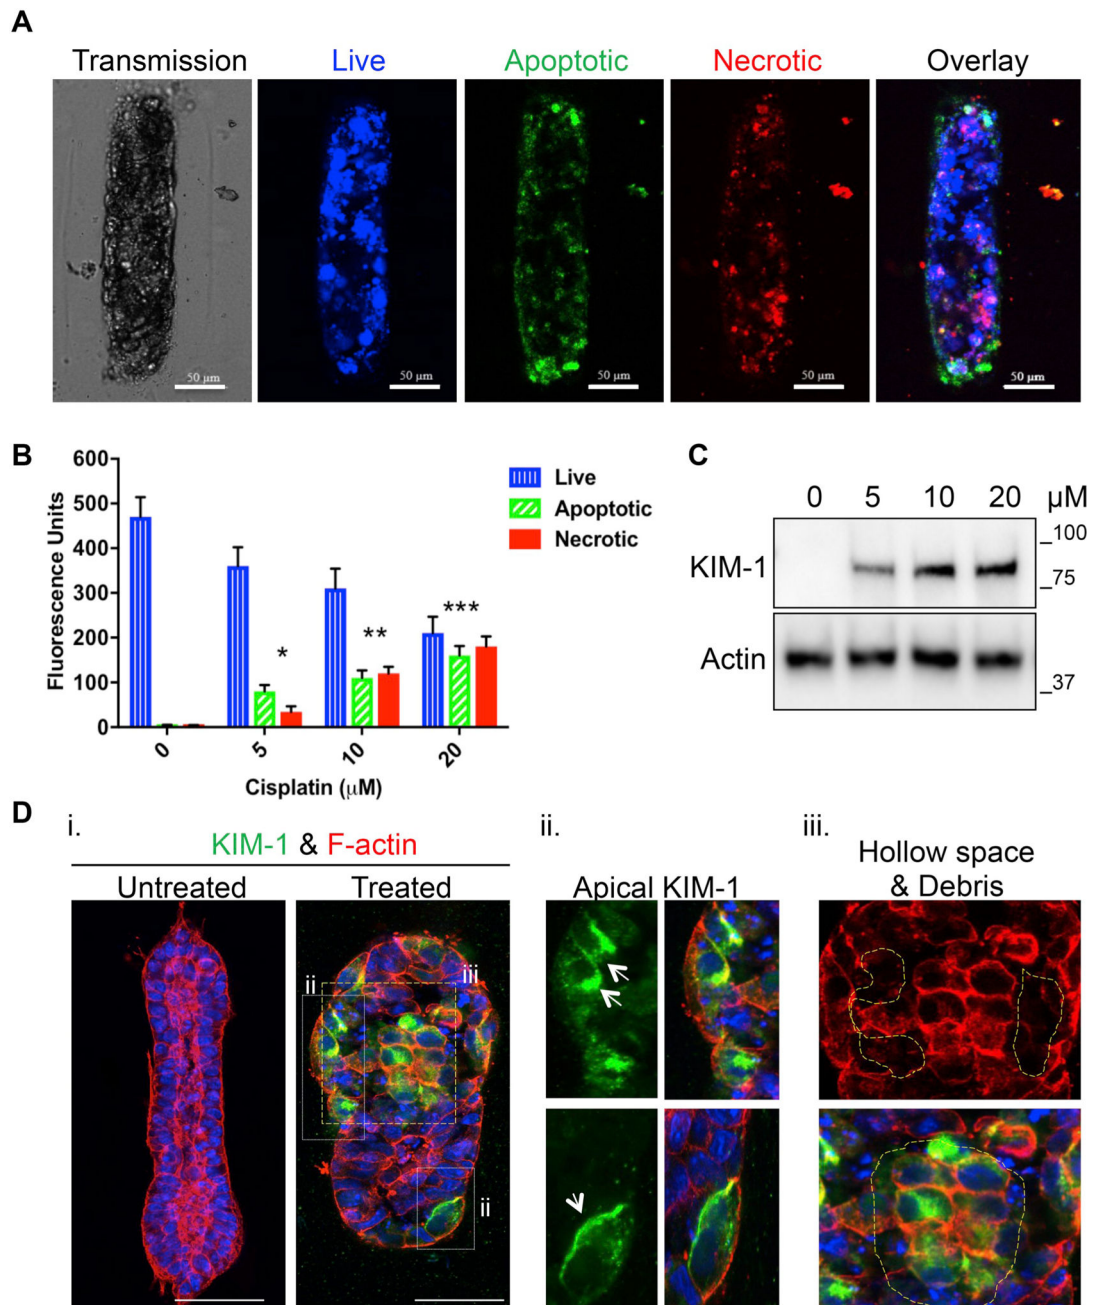 A
Transmission Live Apoptotic Necrotic Overlay
50 µm 50 µm 50 µm 50 µm 50 µm
B
600
500
400
300
200
100
0
Fluorescence Units
* ** ***
Live
Apoptotic
Necrotic
0 5 10 20
Cisplatin (µM)
C
0 5 10 20 µM
KIM-1
_100
_75
Actin
_37
D
i.
KIM-1 & F-actin
Untreated Treated
ii
iii
ii
ii.
Apical KIM-1
iii.
Hollow space
& Debris